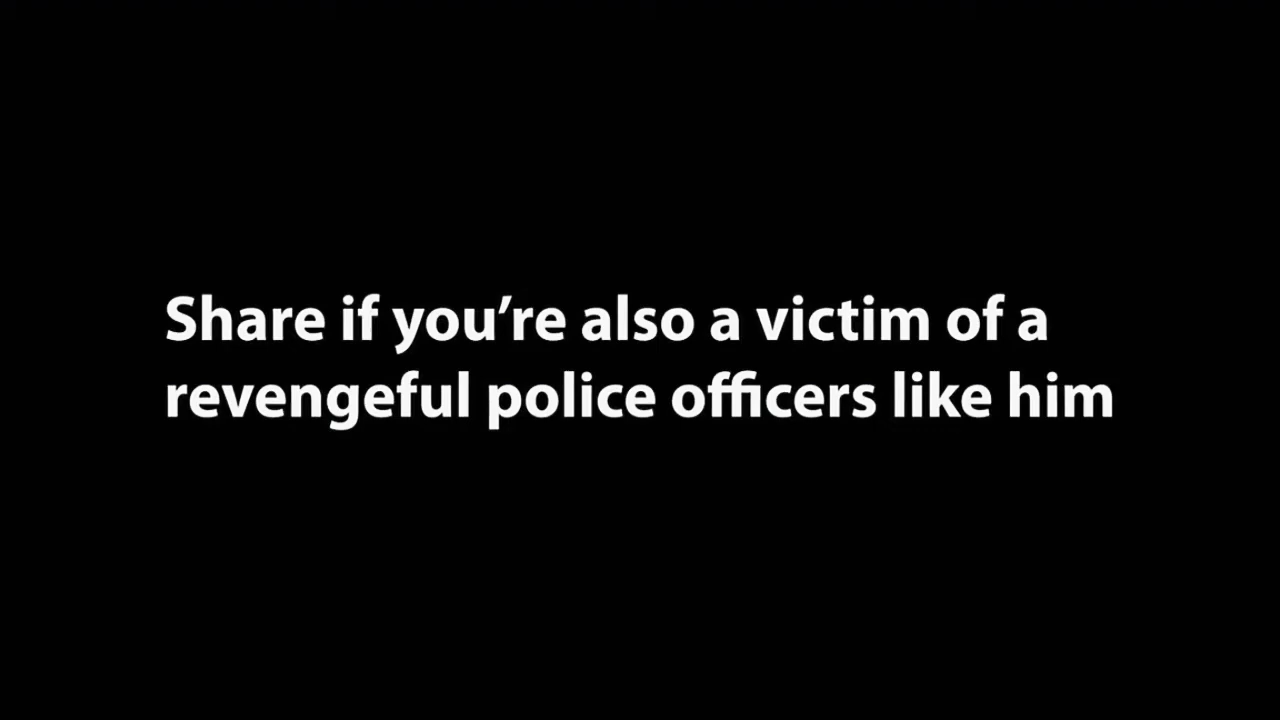 Share if you’re also a victim of a
revengeful police officers like him